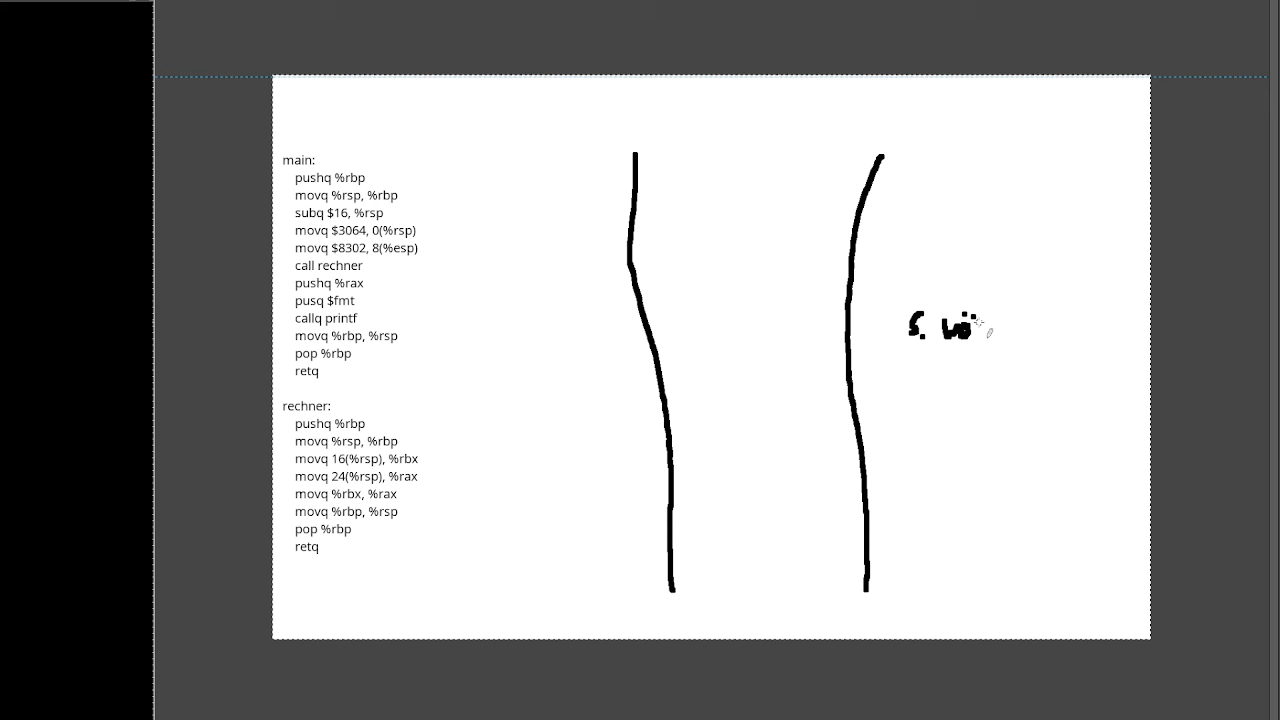 main:
pushq %rbp
movq %rsp, %rbp
subq $16, %rsp
movq $3064, 0(%rsp)
movq $8302, 8(%esp)
call rechner
pushq %rax
pusq $fmt
callq printf
movq %rbp, %rsp
pop %rbp
retq
rechner:
pushq %rbp
movq %rsp, %rbp
movq 16(%rsp), %rbx
movq 24(%rsp), %rax
movq %rbx, %rax
movq %rbp, %rsp
pop %rbp
retq
S. wö